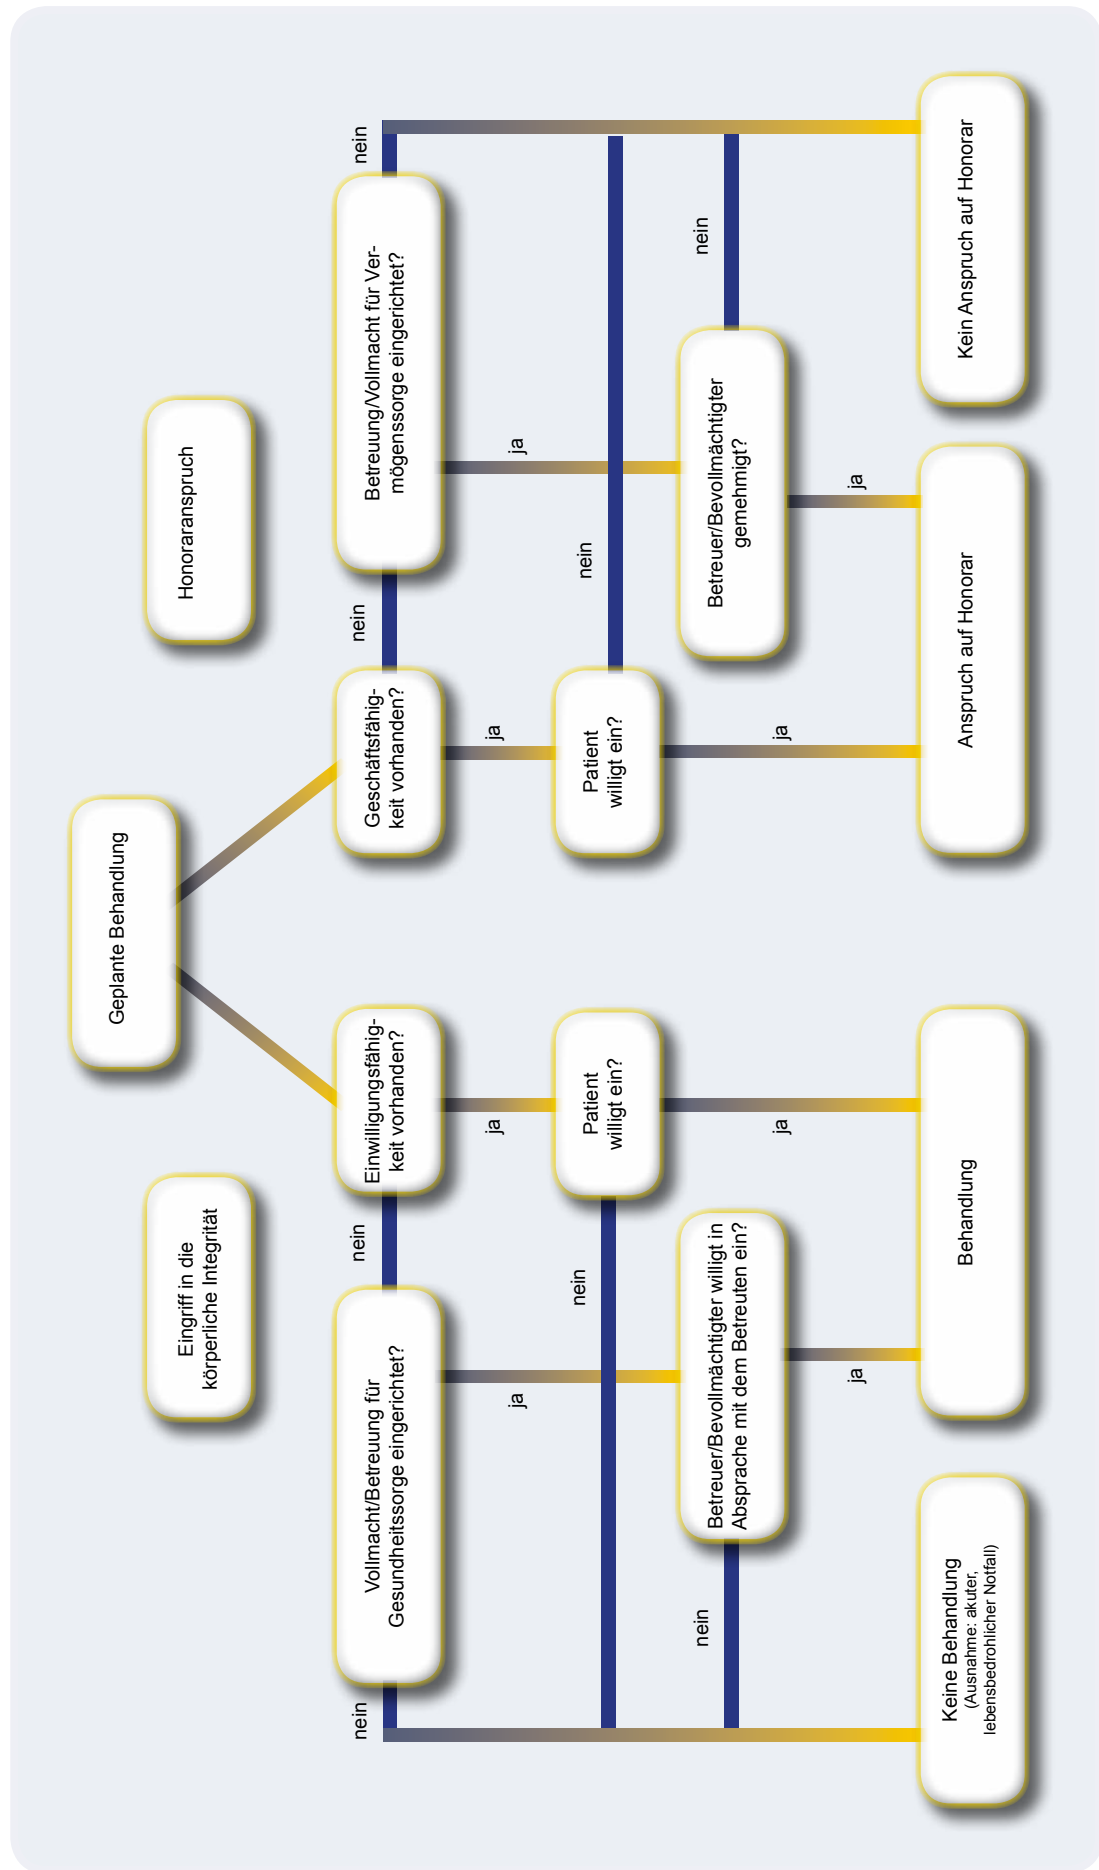 Geplante Behandlung
Eingriff in die
körperliche Integrität
Honoraranspruch
nein
Vollmacht/Betreuung für
Gesundheitssorge eingerichtet?
nein
Einwilligungsfähig-
keit vorhanden?
Geschäftsfähig-
keit vorhanden?
nein
Betreuung/Vollmacht für Ver-
mögenssorge eingerichtet?
nein
ja
ja
ja
ja
nein
Patient
willigt ein?
Patient
willigt ein?
nein
nein
Betreuer/Bevollmächtigter willigt in
Absprache mit dem Betreuten ein?
ja
ja
Betreuer/Bevollmächtigter
gemehmigt?
nein
ja
ja
Keine Behandlung
(Ausnahme: akuter,
lebensbedrohlicher Notfall)
Behandlung
Anspruch auf Honorar
Kein Anspruch auf Honorar